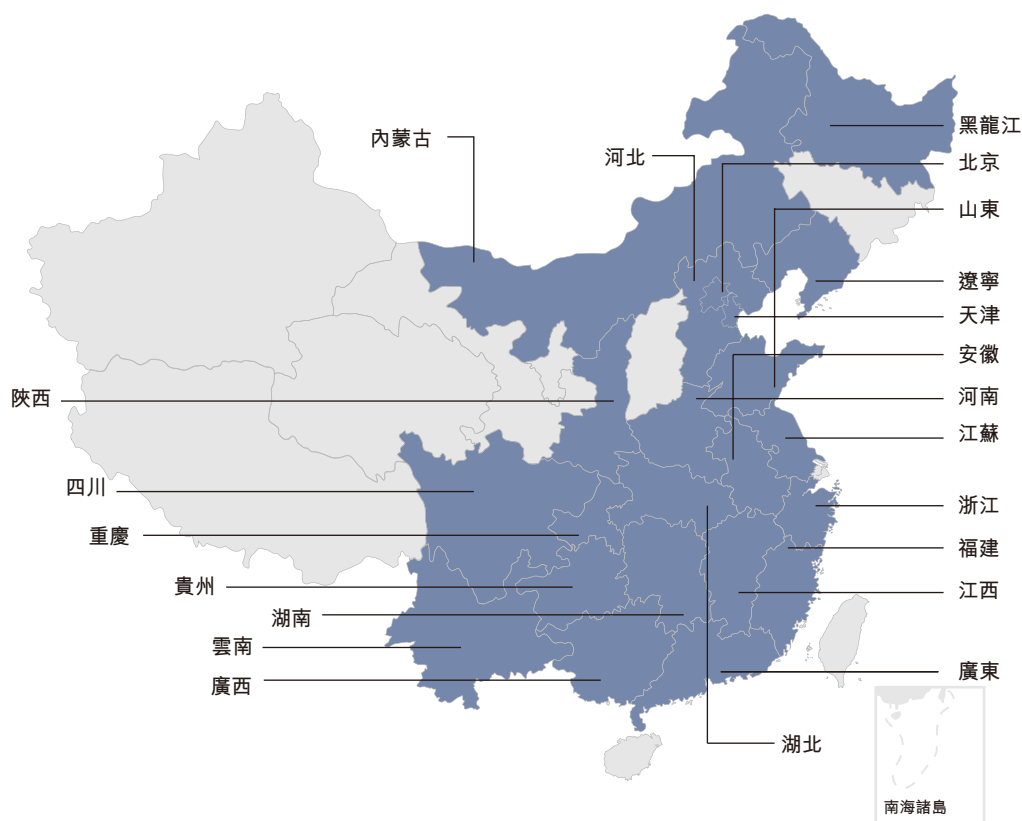 內蒙古
黑龍江
河北
北京
山東
遼寧
天津
安徽
陝西
河南
江蘇
四川
浙江
重慶
福建
貴州
江西
湖南
雲南
廣東
廣西
湖北
南海諸島